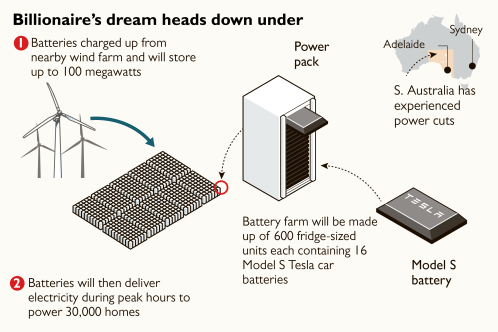 Billionaire's dream heads down under
1 Batteries charged up from
nearby wind farm and will store
up to 100 megawatts
Power
pack
Sydney
Adelaide
S. Australia has
experienced
power cuts
TESLA
Battery farm will be made
up of 600 fridge-sized
units each containing 16
Model S Tesla car
batteries
Model S
battery
2 Batteries will then deliver
electricity during peak hours to
power 30,000 homes